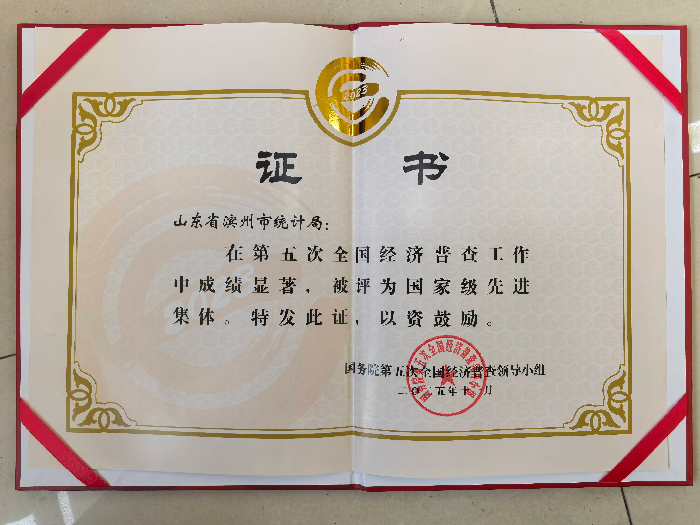 2023
证 书
山东省滨州市统计局：
在第五次全国经济普查工作
中成绩显著，被评为国家级先进
集体。特发此证，以资鼓励。
国务院第五次全国经济普查领导小组